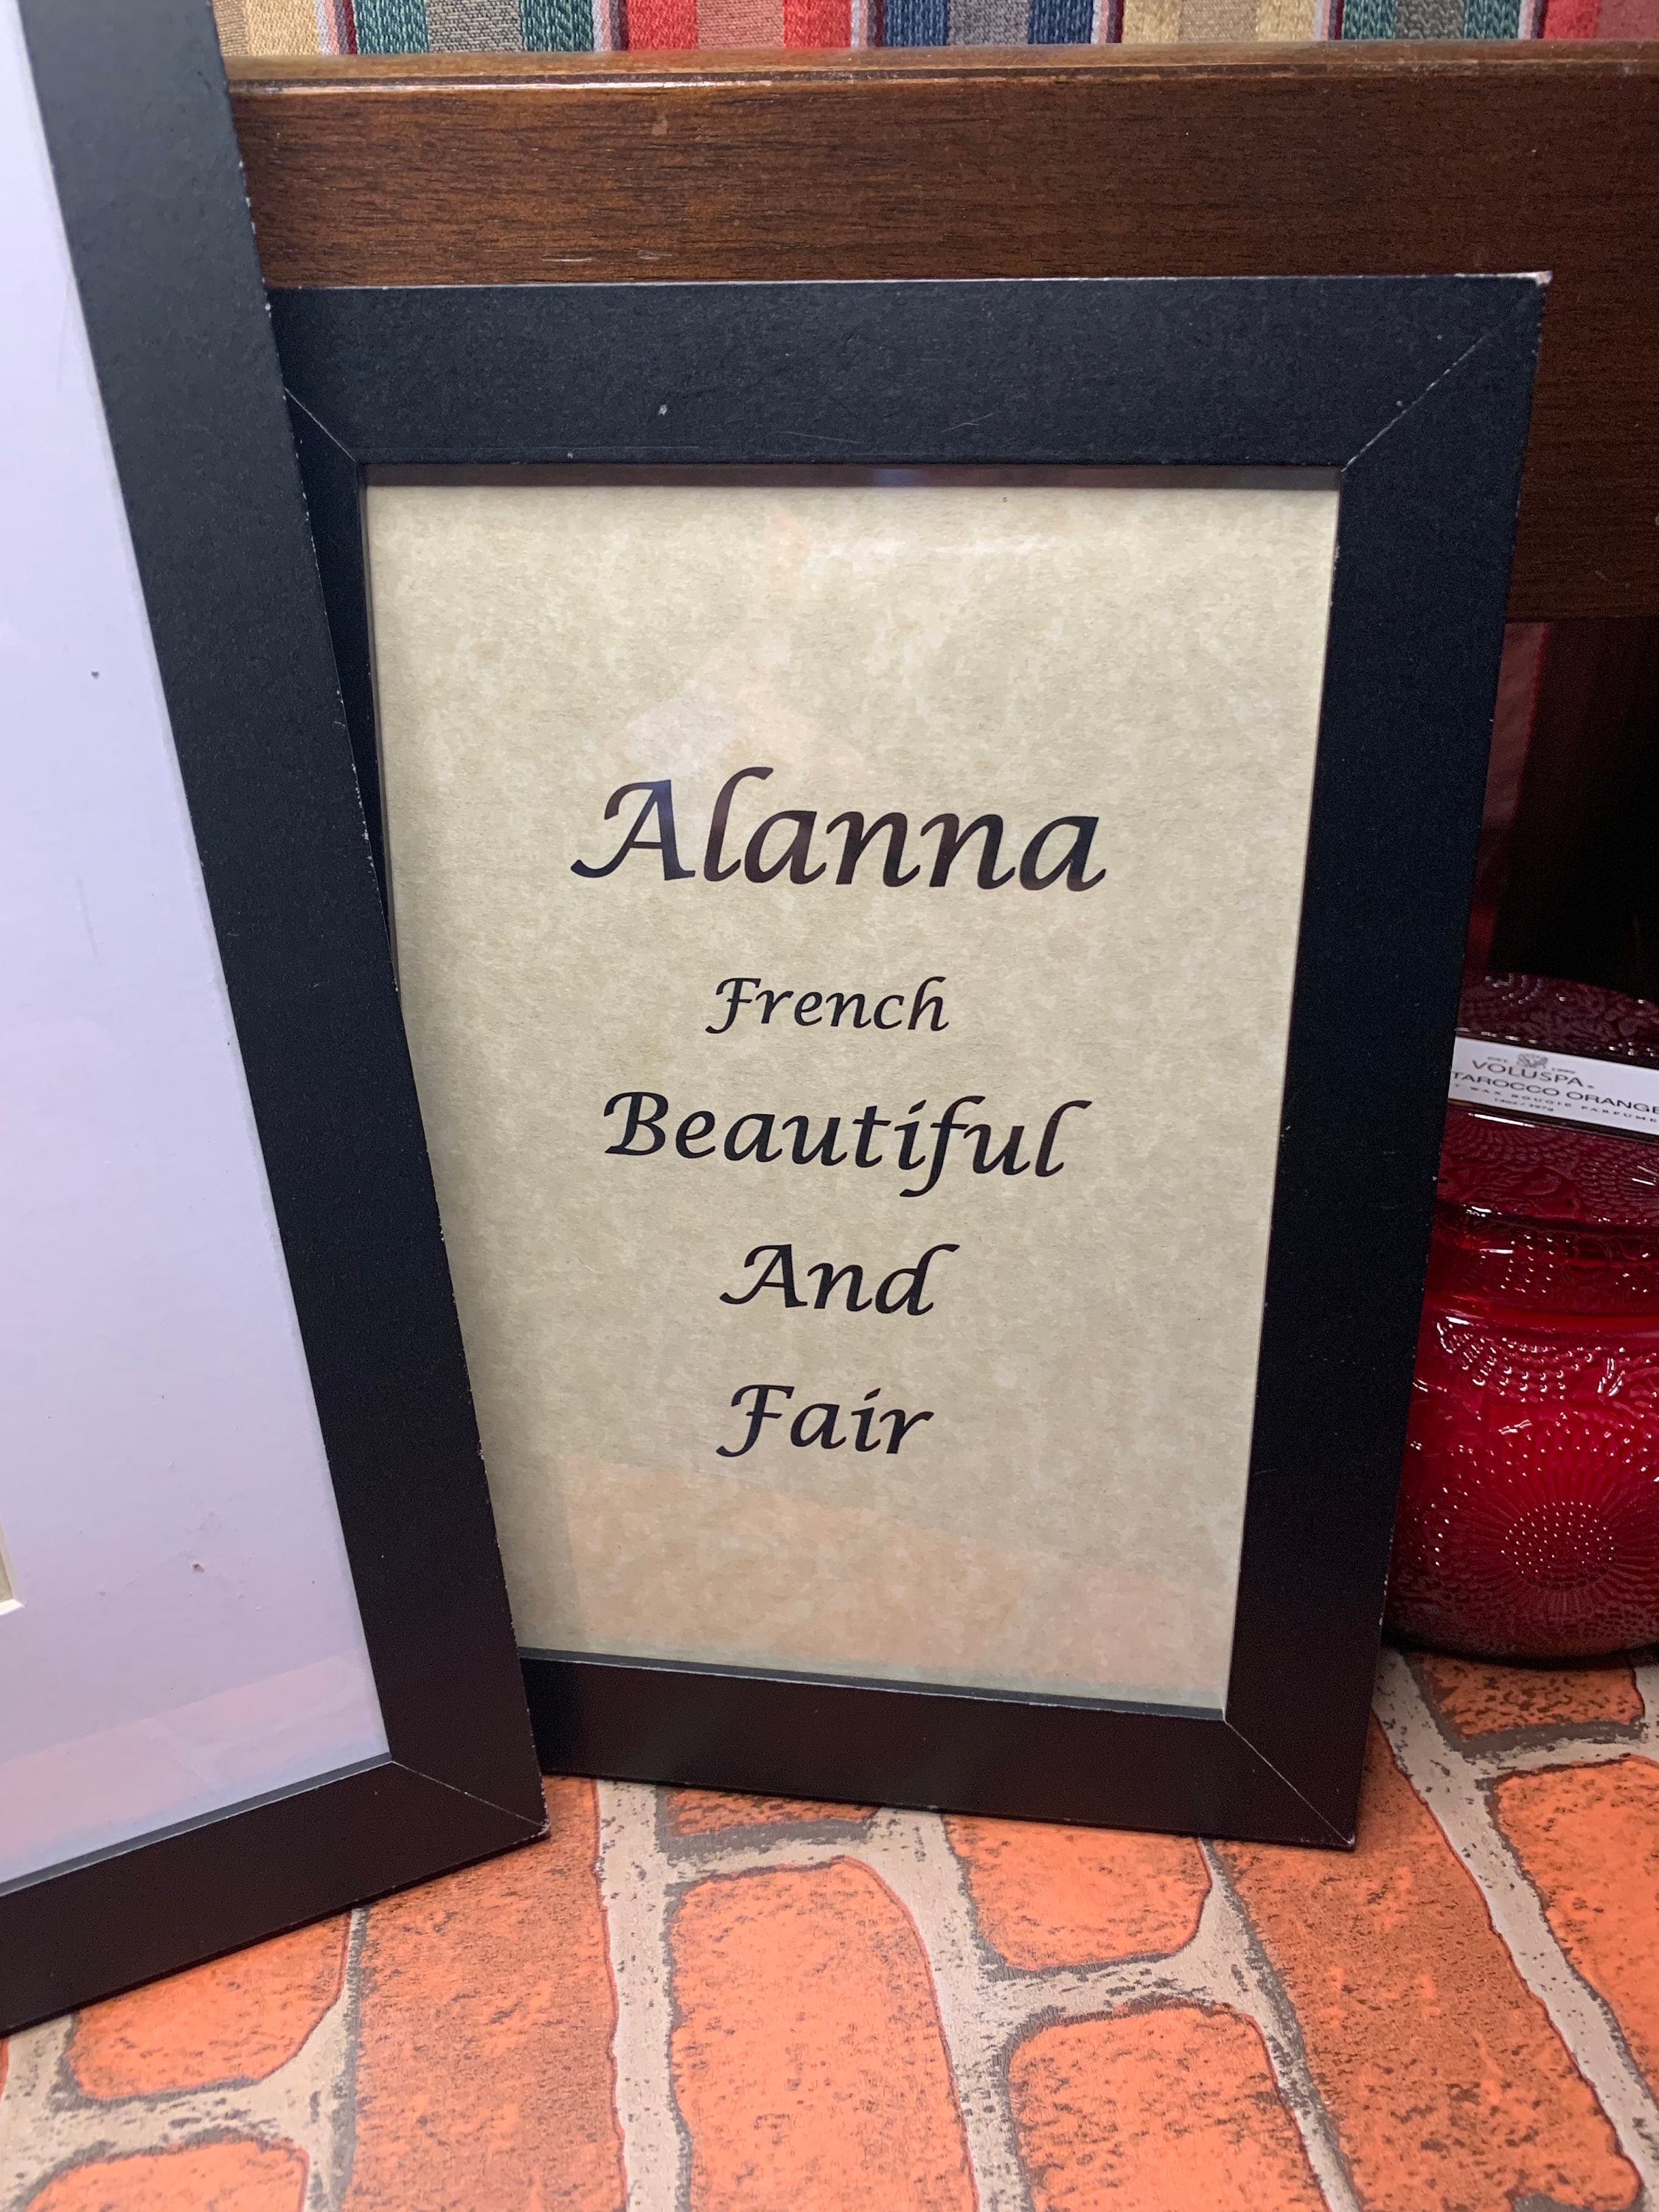 Alanna
French
Beautiful
And
Fair
VOLUSPA
TAROCCO ORANGE